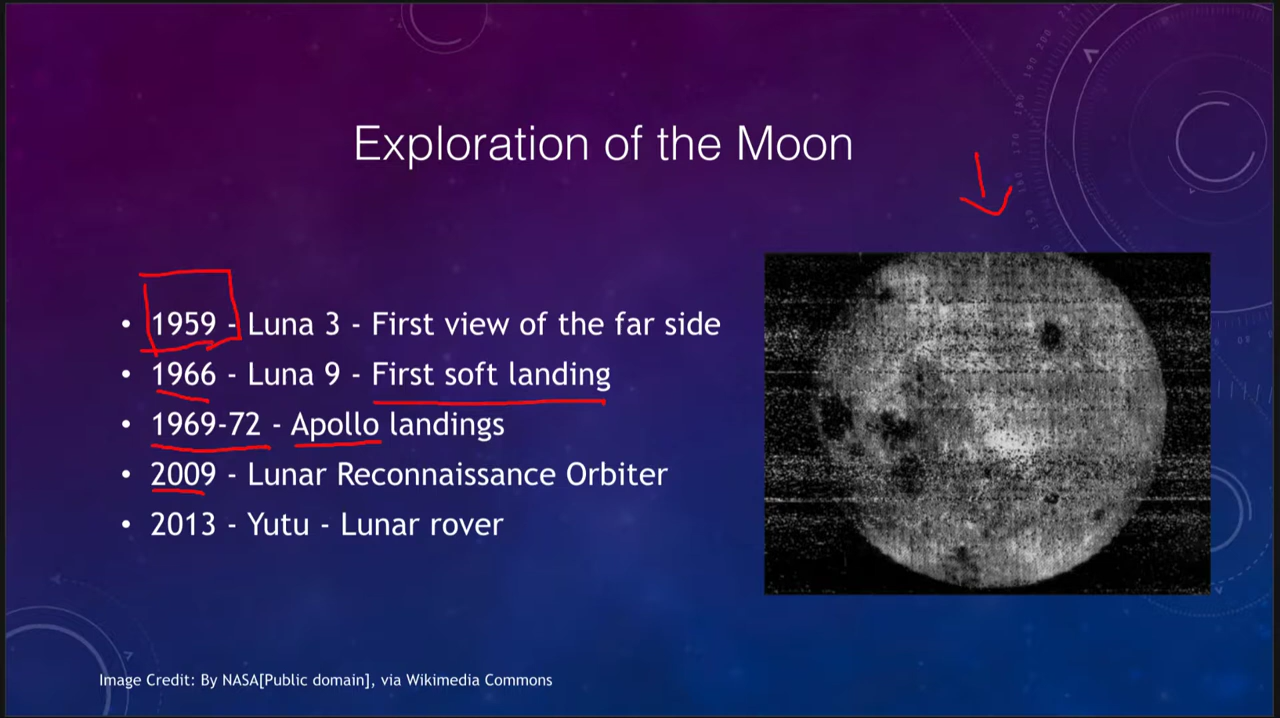 Exploration of the Moon
• 1959 - Luna 3 - First view of the far side
• 1966 - Luna 9 - First soft landing
• 1969-72 - Apollo landings
• 2009 - Lunar Reconnaissance Orbiter
• 2013 - Yutu - Lunar rover
Image Credit: By NASA[Public domain], via Wikimedia Commons